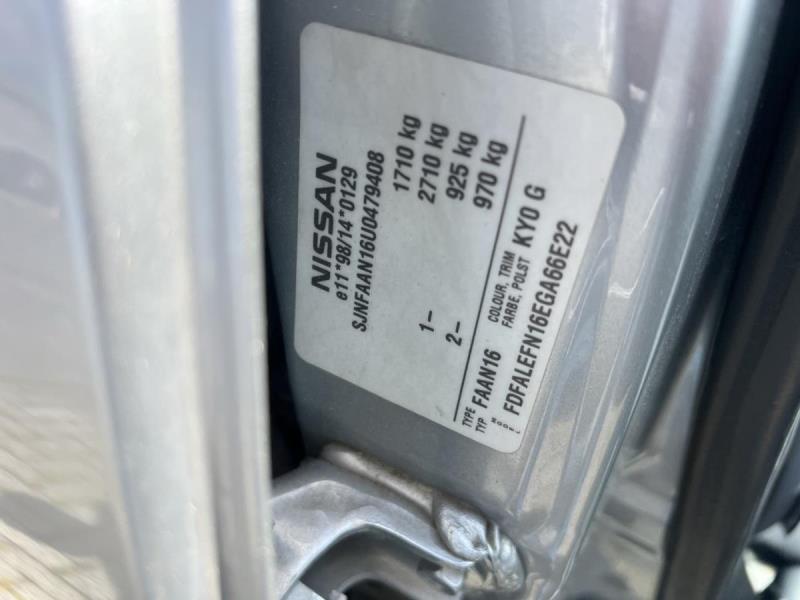 NISSAN
e11*98/14*0129
SJNFAAN16U0479408
1710 kg
2710 kg
1- 925 kg
2- 970 kg
TYPE
TYP
FAAN16
COLOUR, TRIM
FARBE, POLST
KY0 G
MODEL
FDFALEFN16EGA66E22